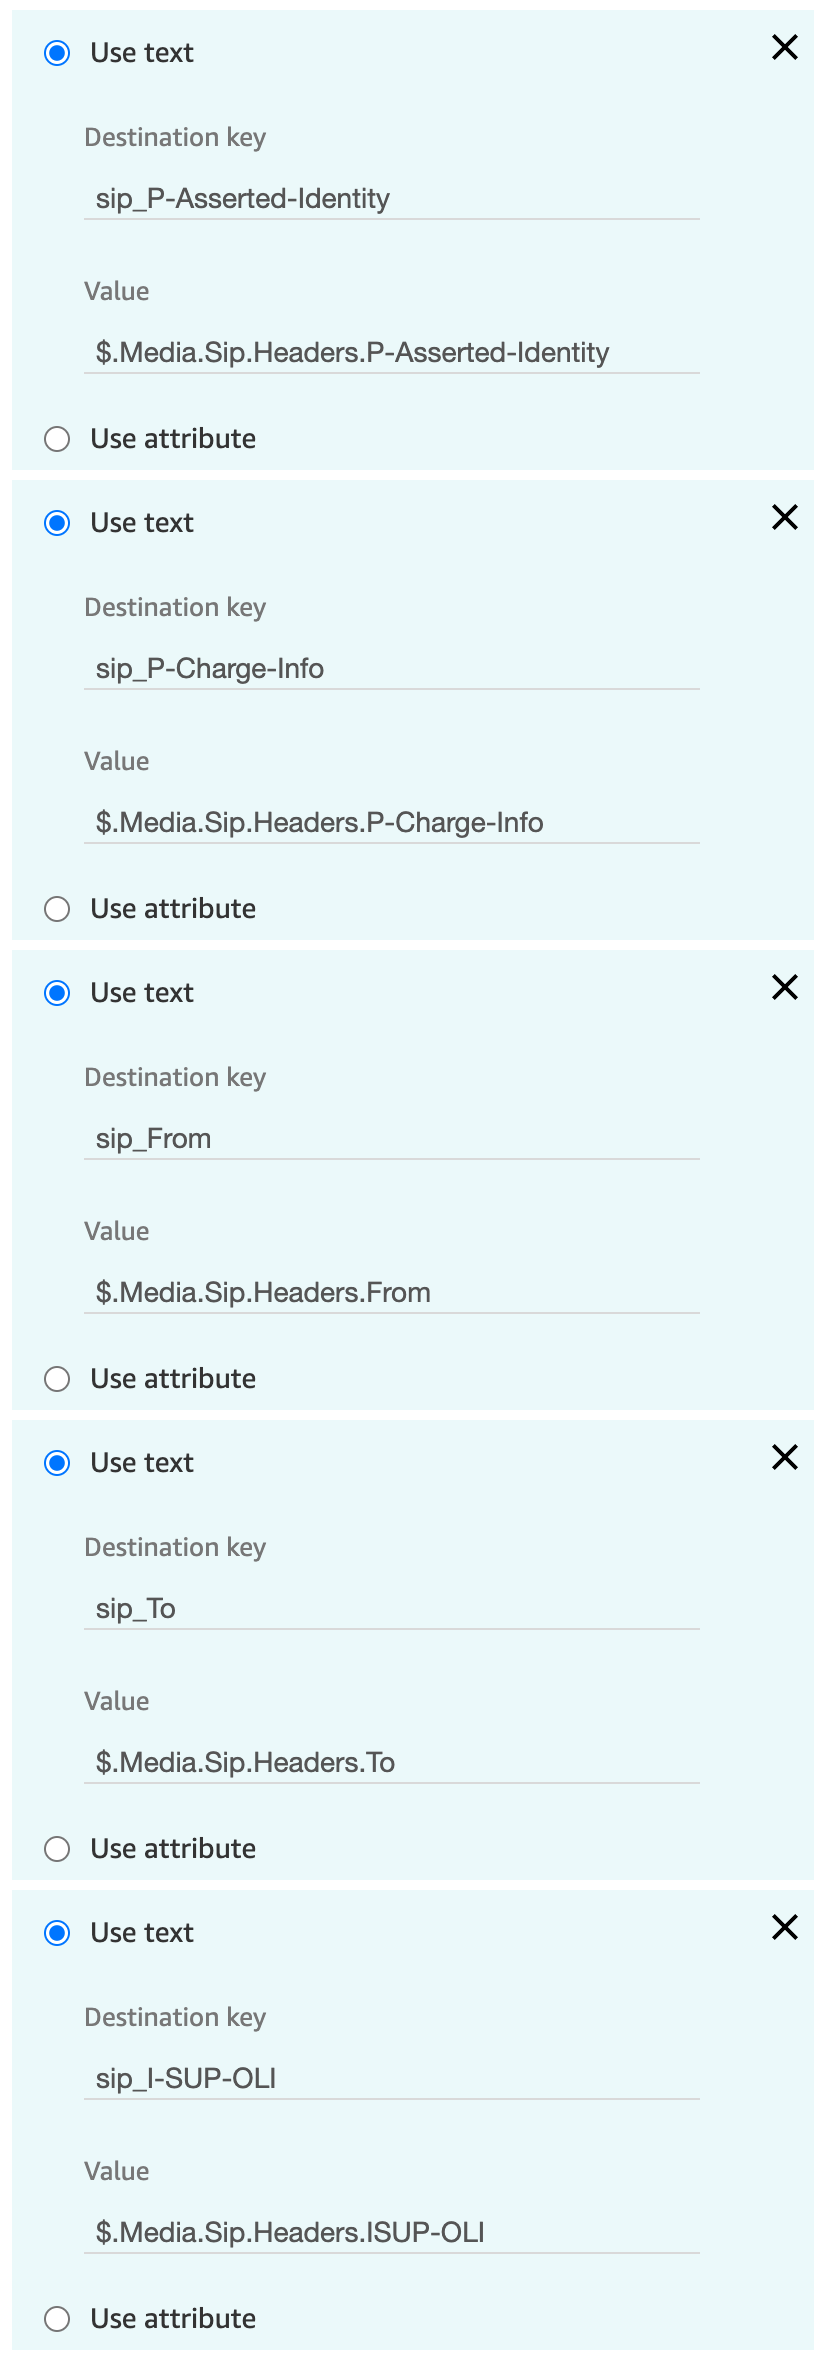 Use text
Destination key
sip_P-Asserted-Identity
Value
$.Media.Sip.Headers.P-Asserted-Identity
Use attribute
Use text
Destination key
sip_P-Charge-Info
Value
$.Media.Sip.Headers.P-Charge-Info
Use attribute
Use text
Destination key
sip_From
Value
$.Media.Sip.Headers.From
Use attribute
Use text
Destination key
sip_To
Value
$.Media.Sip.Headers.To
Use attribute
Use text
Destination key
sip_I-SUP-OLI
Value
$.Media.Sip.Headers.ISUP-OLI
Use attribute